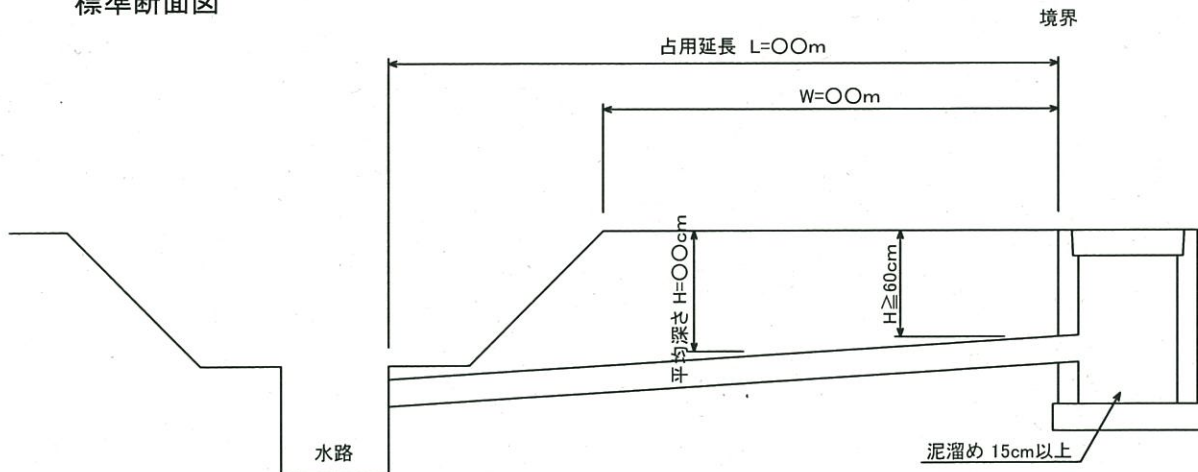 標準断面図
境界
占用延長 L=〇〇m
W=〇〇m
平均深さ H=〇〇cm
H≧60cm
水路
泥溜め 15cm以上